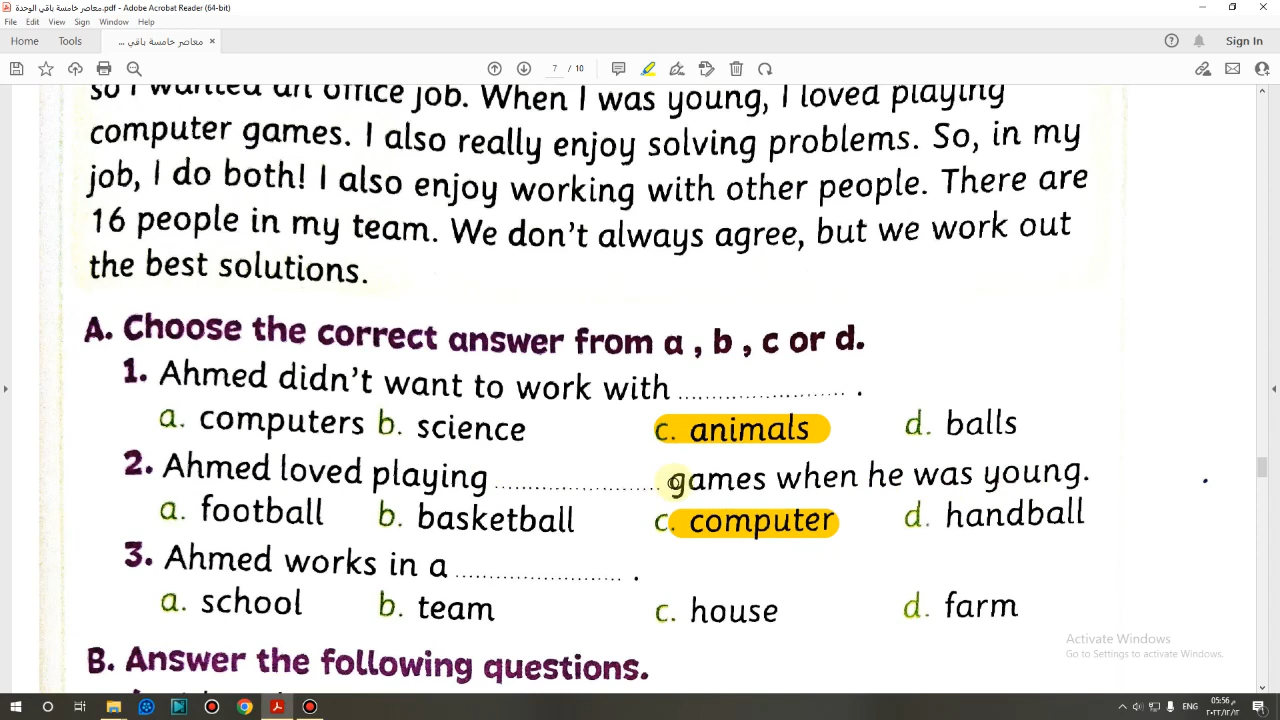 معاصر خامسة باقي الوحدة.pdf - Adobe Acrobat Reader (64-bit)
File Edit View Sign Window Help
Home Tools معاصر خامسة باقي ... × Sign In
7 / 10
so I wanted an office job. When I was young, I loved playing
computer games. I also really enjoy solving problems. So, in my
job, I do both! I also enjoy working with other people. There are
16 people in my team. We don't always agree, but we work out
the best solutions.
A. Choose the correct answer from a , b , c or d.
1. Ahmed didn't want to work with ........................ .
a. computers b. science c. animals d. balls
2. Ahmed loved playing ........................ games when he was young.
a. football b. basketball c. computer d. handball
3. Ahmed works in a ........................ .
a. school b. team c. house d. farm
B. Answer the following questions.
Activate Windows
Go to Settings to activate Windows.
ENG
05:56 م
٢٠٢٢/١٢/١٢